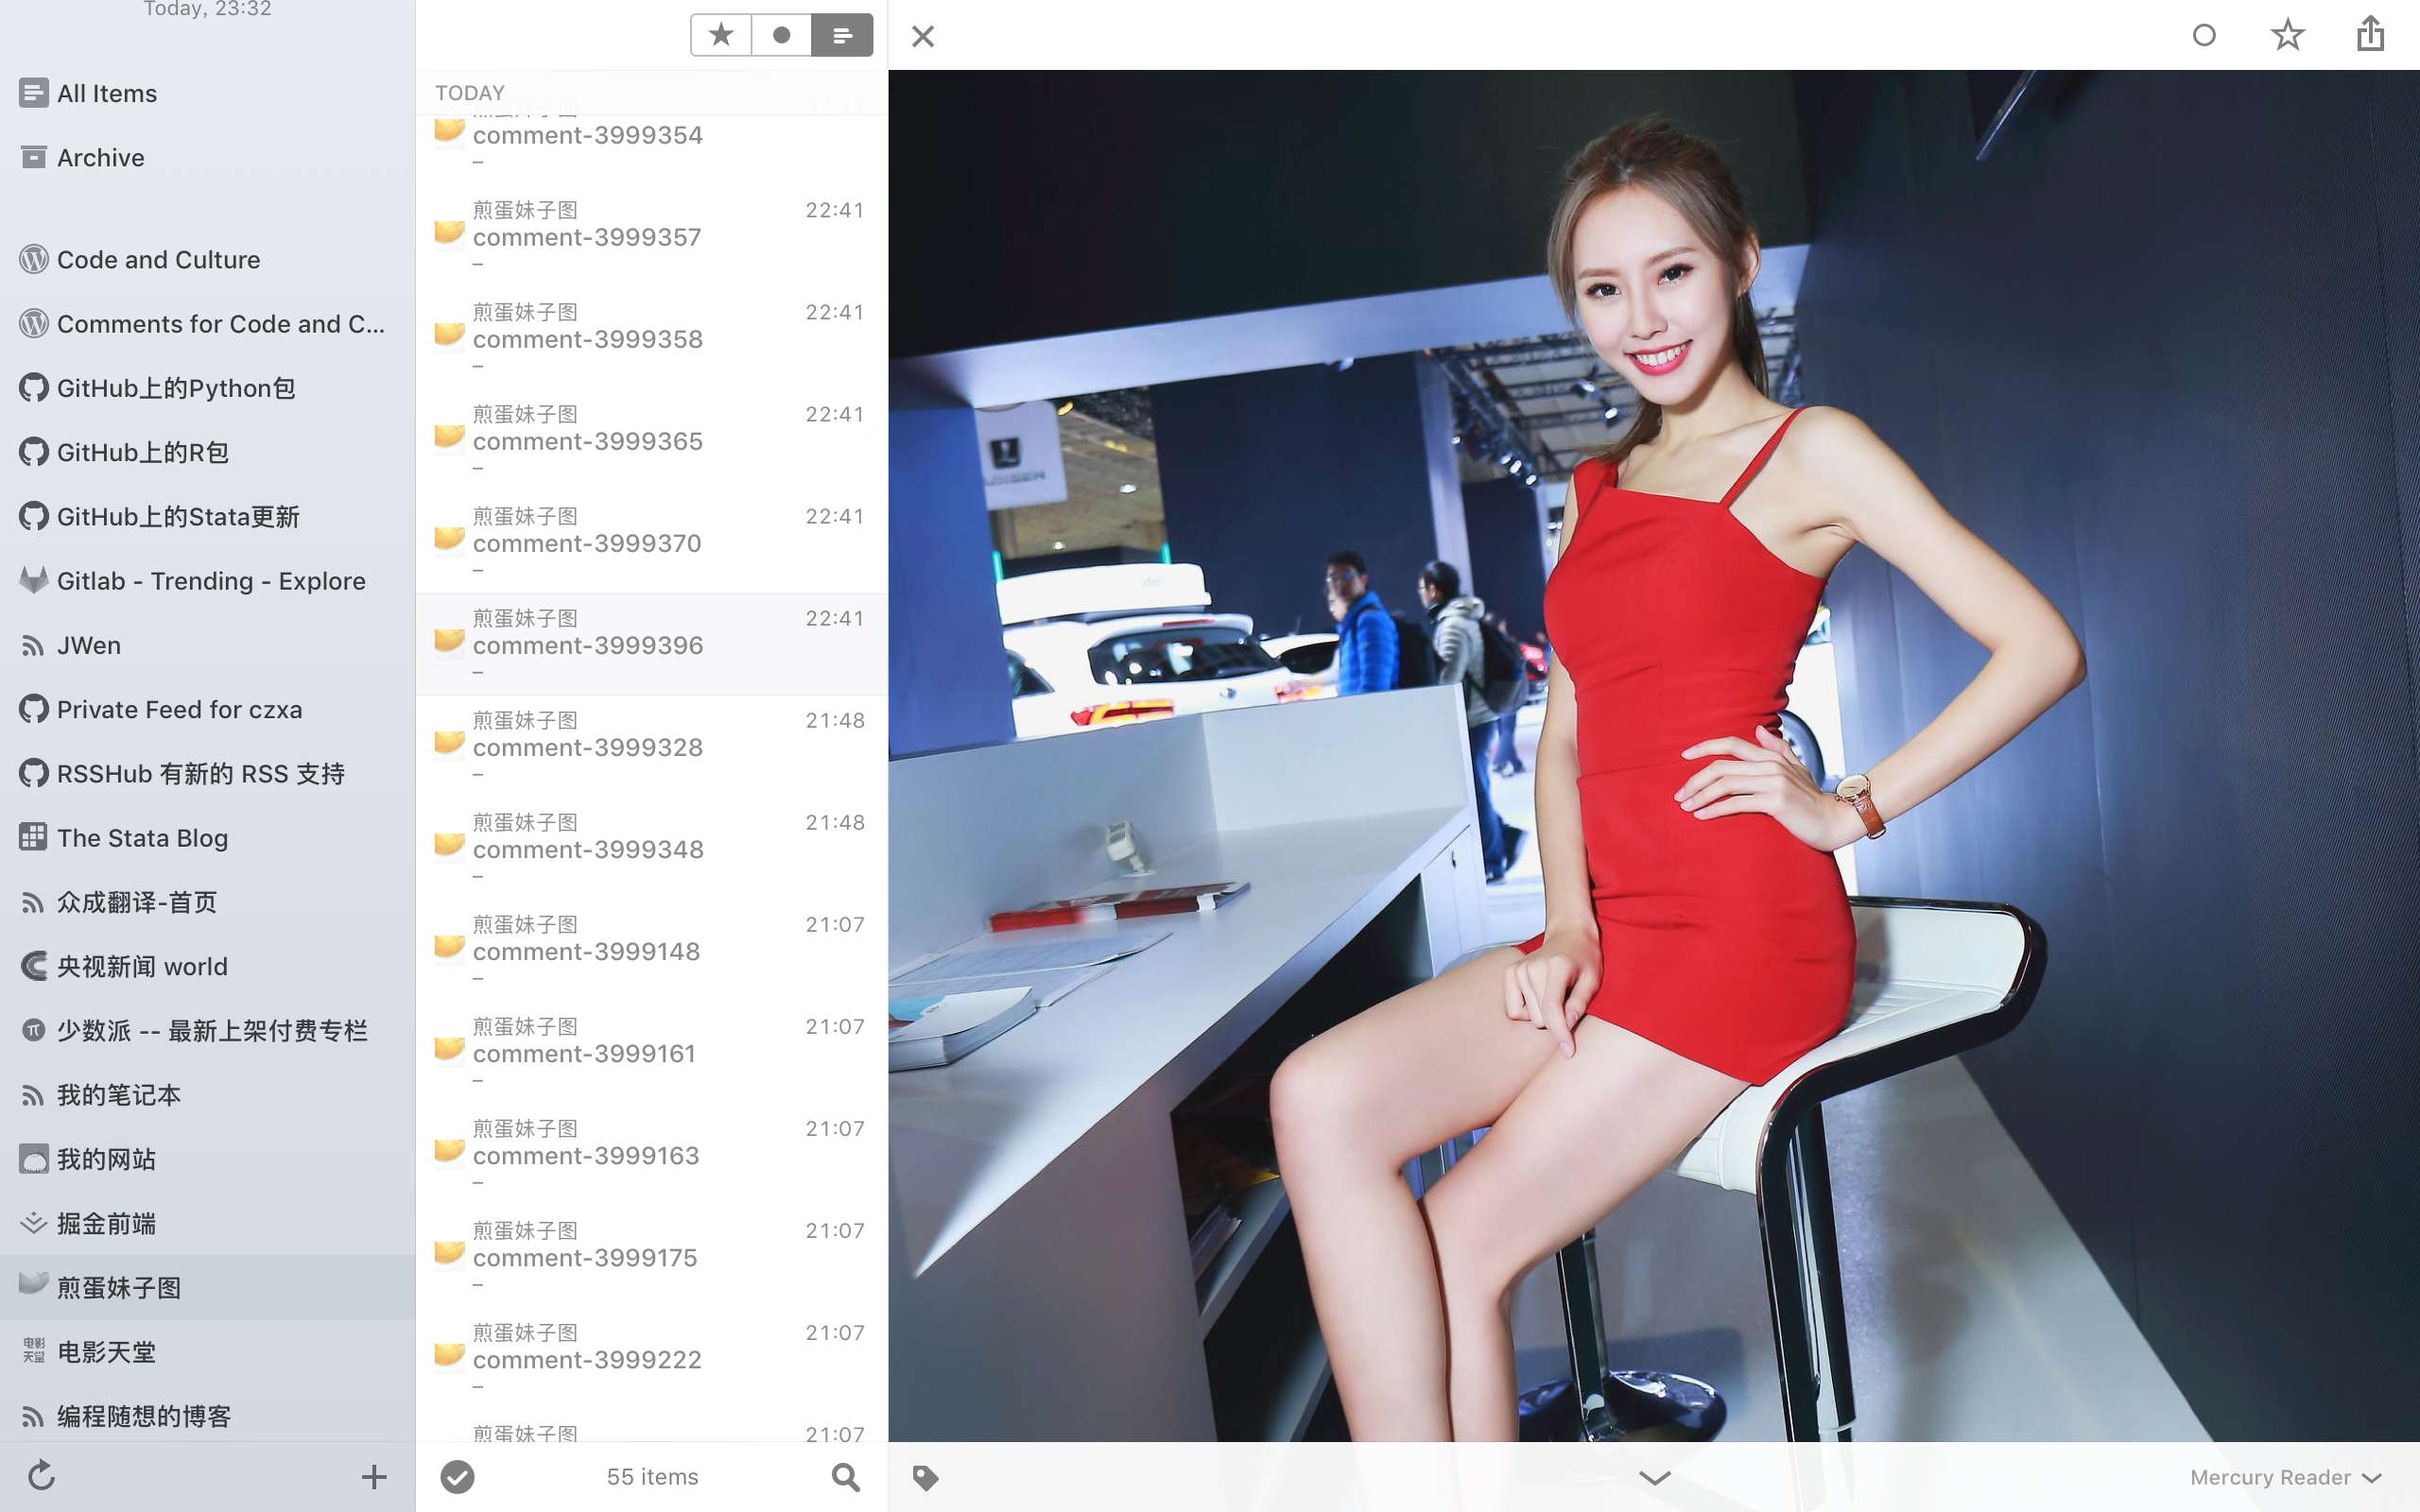 Today, 23:32
All Items
Archive
Code and Culture
Comments for Code and C...
GitHub上的Python包
GitHub上的R包
GitHub上的Stata更新
Gitlab - Trending - Explore
JWen
Private Feed for czxa
RSSHub 有新的 RSS 支持
The Stata Blog
众成翻译-首页
央视新闻 world
少数派 -- 最新上架付费专栏
我的笔记本
我的网站
掘金前端
煎蛋妹子图
电影天堂
编程随想的博客
TODAY
煎蛋妹子图 22:41
comment-3999354
–
煎蛋妹子图 22:41
comment-3999357
–
煎蛋妹子图 22:41
comment-3999358
–
煎蛋妹子图 22:41
comment-3999365
–
煎蛋妹子图 22:41
comment-3999370
–
煎蛋妹子图 22:41
comment-3999396
–
煎蛋妹子图 21:48
comment-3999328
–
煎蛋妹子图 21:48
comment-3999348
–
煎蛋妹子图 21:07
comment-3999148
–
煎蛋妹子图 21:07
comment-3999161
–
煎蛋妹子图 21:07
comment-3999163
–
煎蛋妹子图 21:07
comment-3999175
–
煎蛋妹子图 21:07
comment-3999222
–
煎蛋妹子图 21:07
55 items
Mercury Reader